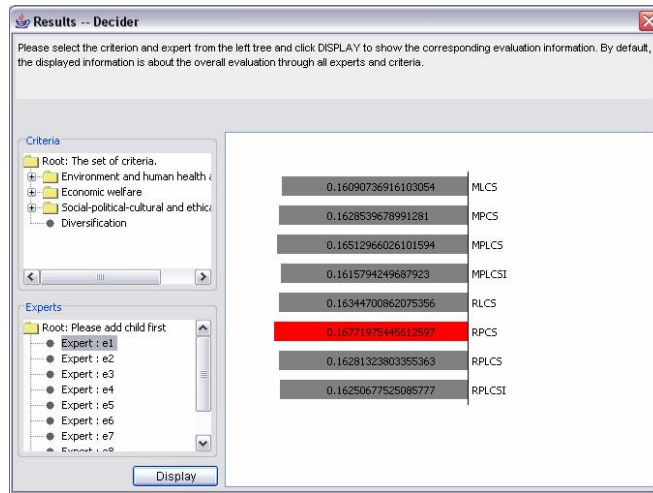 Results -- Decider
Please select the criterion and expert from the left tree and click DISPLAY to show the corresponding evaluation information. By default,
the displayed information is about the overall evaluation through all experts and criteria.
Criteria
Root: The set of criteria.
Environment and human health
Economic welfare
Social-political-cultural and
Diversification
Experts
Root: Please add child first
Expert : e1
Expert : e2
Expert : e3
Expert : e4
Expert : e5
Expert : e6
Expert : e7
Expert : e8
Display
0.16090736916103054 MLCS
0.1628539678991281 MPCS
0.16512966026101594 MPLCS
0.1615794249687923 MPLCSI
0.16344700862075356 RLCS
0.16771975445612597 RPCS
0.16281323803355363 RPLCS
0.16250677525085777 RPLCSI